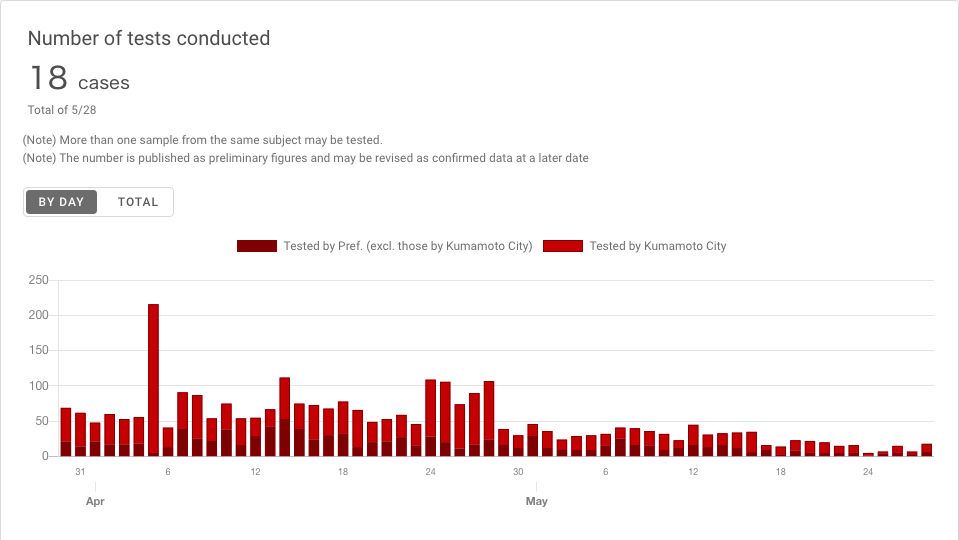 Number of tests conducted
18 cases
Total of 5/28
(Note) More than one sample from the same subject may be tested.
(Note) The number is published as preliminary figures and may be revised as confirmed data at a later date
BY DAY TOTAL
Tested by Pref. (excl. those by Kumamoto City) Tested by Kumamoto City
250
200
150
100
50
0
31 6 12 18 24 30 6 12 18 24
Apr May